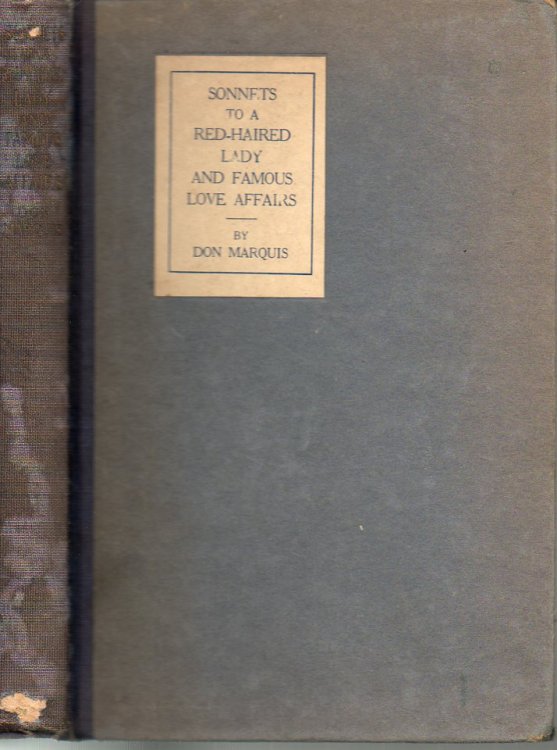 SONNETS
TO A
RED-HAIRED
LADY
AND FAMOUS
LOVE AFFAIRS
BY
DON MARQUIS